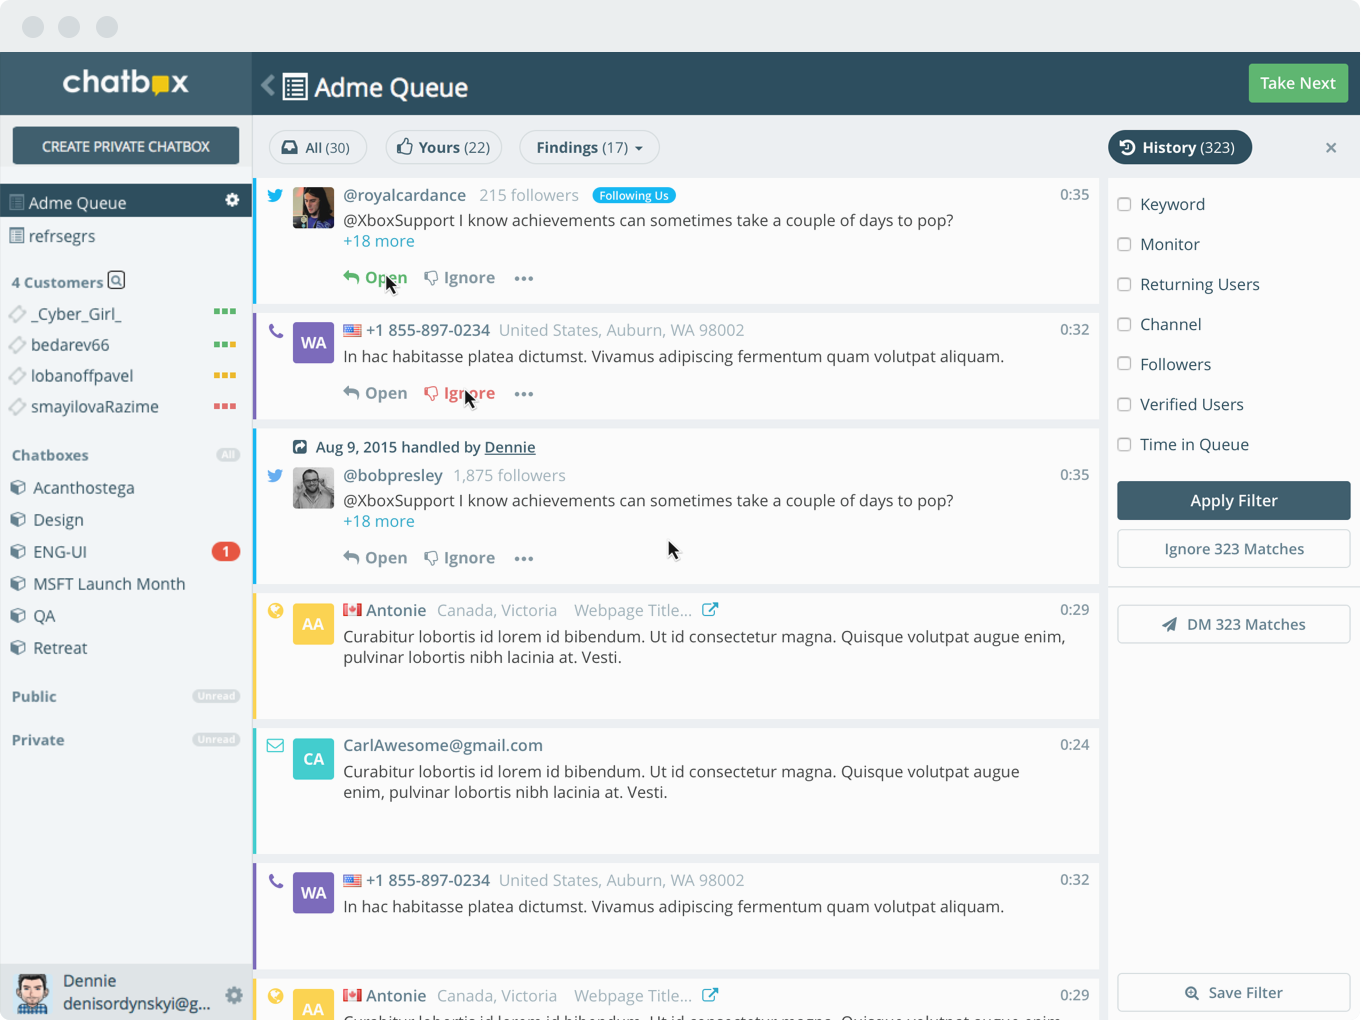 chatbox
Adme Queue
Take Next
CREATE PRIVATE CHATBOX
Adme Queue
refrsegrs
4 Customers
_Cyber_Girl_
bedarev66
lobanoffpavel
smayilovaRazime
Chatboxes All
Acanthostega
Design
ENG-UI 1
MSFT Launch Month
QA
Retreat
Public Unread
Private Unread
Dennie
denisordynskyi@g...
All (30) Yours (22) Findings (17)
@royalcardance 215 followers Following Us 0:35
@XboxSupport I know achievements can sometimes take a couple of days to pop?
+18 more
Open Ignore
WA +1 855-897-0234 United States, Auburn, WA 98002 0:32
In hac habitasse platea dictumst. Vivamus adipiscing fermentum quam volutpat aliquam.
Open Ignore
Aug 9, 2015 handled by Dennie
@bobpresley 1,875 followers 0:35
@XboxSupport I know achievements can sometimes take a couple of days to pop?
+18 more
Open Ignore
AA Antonie Canada, Victoria Webpage Title... 0:29
Curabitur lobortis id lorem id bibendum. Ut id consectetur magna. Quisque volutpat augue enim,
pulvinar lobortis nibh lacinia at. Vesti.
CA CarlAwesome@gmail.com 0:24
Curabitur lobortis id lorem id bibendum. Ut id consectetur magna. Quisque volutpat augue
enim, pulvinar lobortis nibh lacinia at. Vesti.
WA +1 855-897-0234 United States, Auburn, WA 98002 0:32
In hac habitasse platea dictumst. Vivamus adipiscing fermentum quam volutpat aliquam.
AA Antonie Canada, Victoria Webpage Title... 0:29
History (323)
Keyword
Monitor
Returning Users
Channel
Followers
Verified Users
Time in Queue
Apply Filter
Ignore 323 Matches
DM 323 Matches
Save Filter